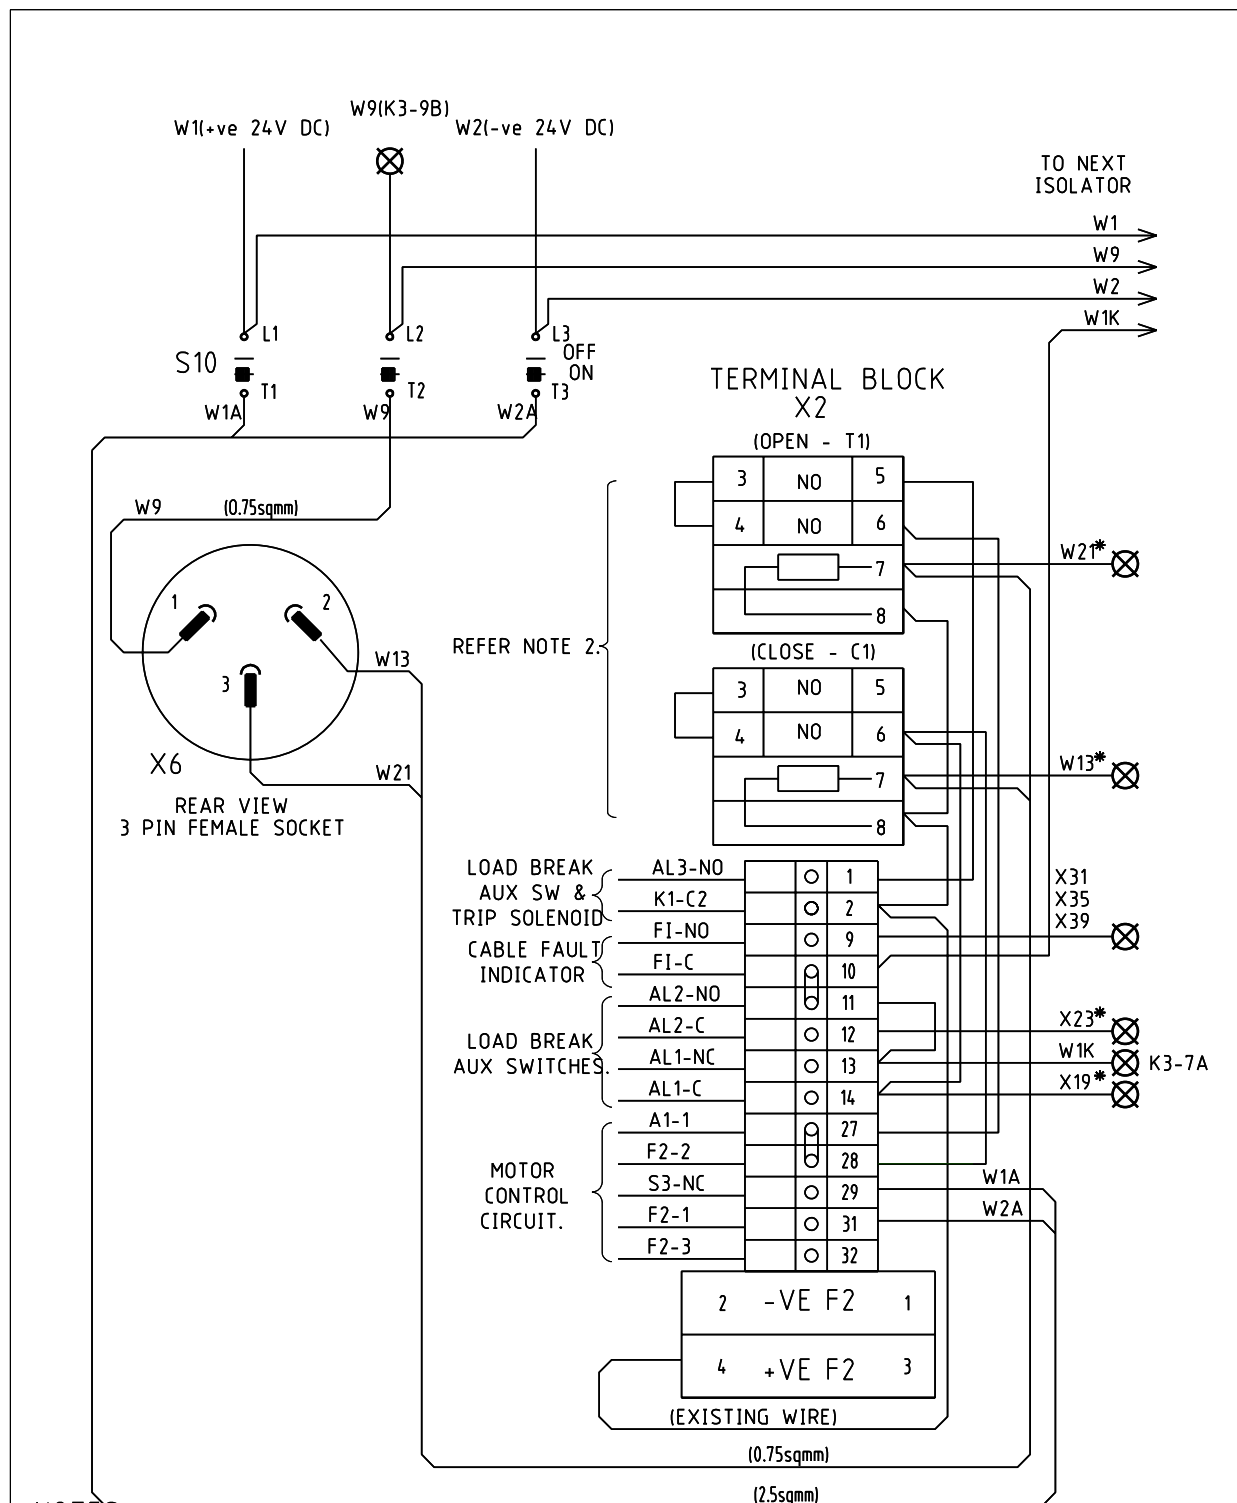 W9(K3-9B)
W1(+ve 24V DC)
W2(-ve 24V DC)
TO NEXT
ISOLATOR
W1
W9
W2
W1K
L1
L2
L3
OFF
ON
S10
T1
T2
T3
W1A
W9
W2A
TERMINAL BLOCK
X2
(OPEN - T1)
3 NO 5
4 NO 6
7
8
W21*
W9
(0.75sqmm)
1
2
3
X6
W13
W21
REAR VIEW
3 PIN FEMALE SOCKET
REFER NOTE 2.
(CLOSE - C1)
3 NO 5
4 NO 6
7
8
W13*
LOAD BREAK
AUX SW &
TRIP SOLENOID
AL3-NO 1
K1-C2 2
X31
X35
X39
CABLE FAULT
INDICATOR
FI-NO 9
FI-C 10
LOAD BREAK
AUX SWITCHES.
AL2-NO 11
AL2-C 12
AL1-NC 13
AL1-C 14
X23*
W1K
K3-7A
X19*
MOTOR
CONTROL
CIRCUIT.
A1-1 27
F2-2 28
S3-NC 29
F2-1 31
F2-3 32
W1A
W2A
2 -VE F2 1
4 +VE F2 3
(EXISTING WIRE)
(0.75sqmm)
(2.5sqmm)